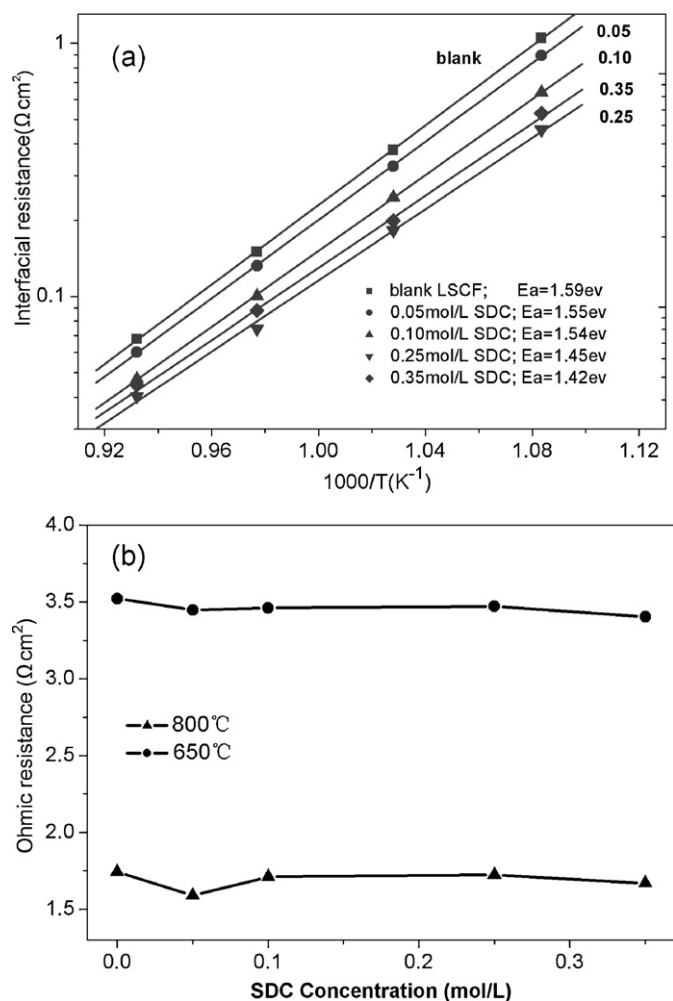 (a)
blank
0.05
0.10
0.35
0.25
1
0.1
Interfacial resistance(Ω cm²)
■ blank LSCF; Ea=1.59ev
● 0.05mol/L SDC; Ea=1.55ev
▲ 0.10mol/L SDC; Ea=1.54ev
▼ 0.25mol/L SDC; Ea=1.45ev
◆ 0.35mol/L SDC; Ea=1.42ev
0.92 0.96 1.00 1.04 1.08 1.12
1000/T(K⁻¹)
(b)
4.0
3.5
3.0
2.5
2.0
1.5
Ohmic resistance (Ω cm²)
▲ 800℃
● 650℃
0.0 0.1 0.2 0.3
SDC Concentration (mol/L)